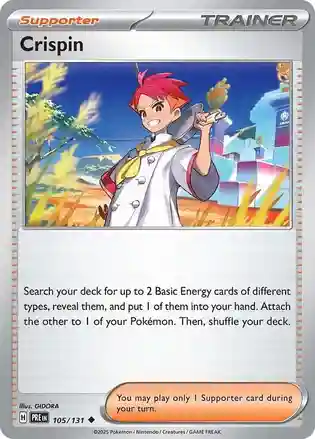 Supporter
TRAINER
Crispin
Search your deck for up to 2 Basic Energy cards of different
types, reveal them, and put 1 of them into your hand. Attach
the other to 1 of your Pokémon. Then, shuffle your deck.
Illus. GIDORA
H PRE EN 105/131 ◆
You may play only 1 Supporter card during
your turn.
©2025 Pokémon / Nintendo / Creatures / GAME FREAK